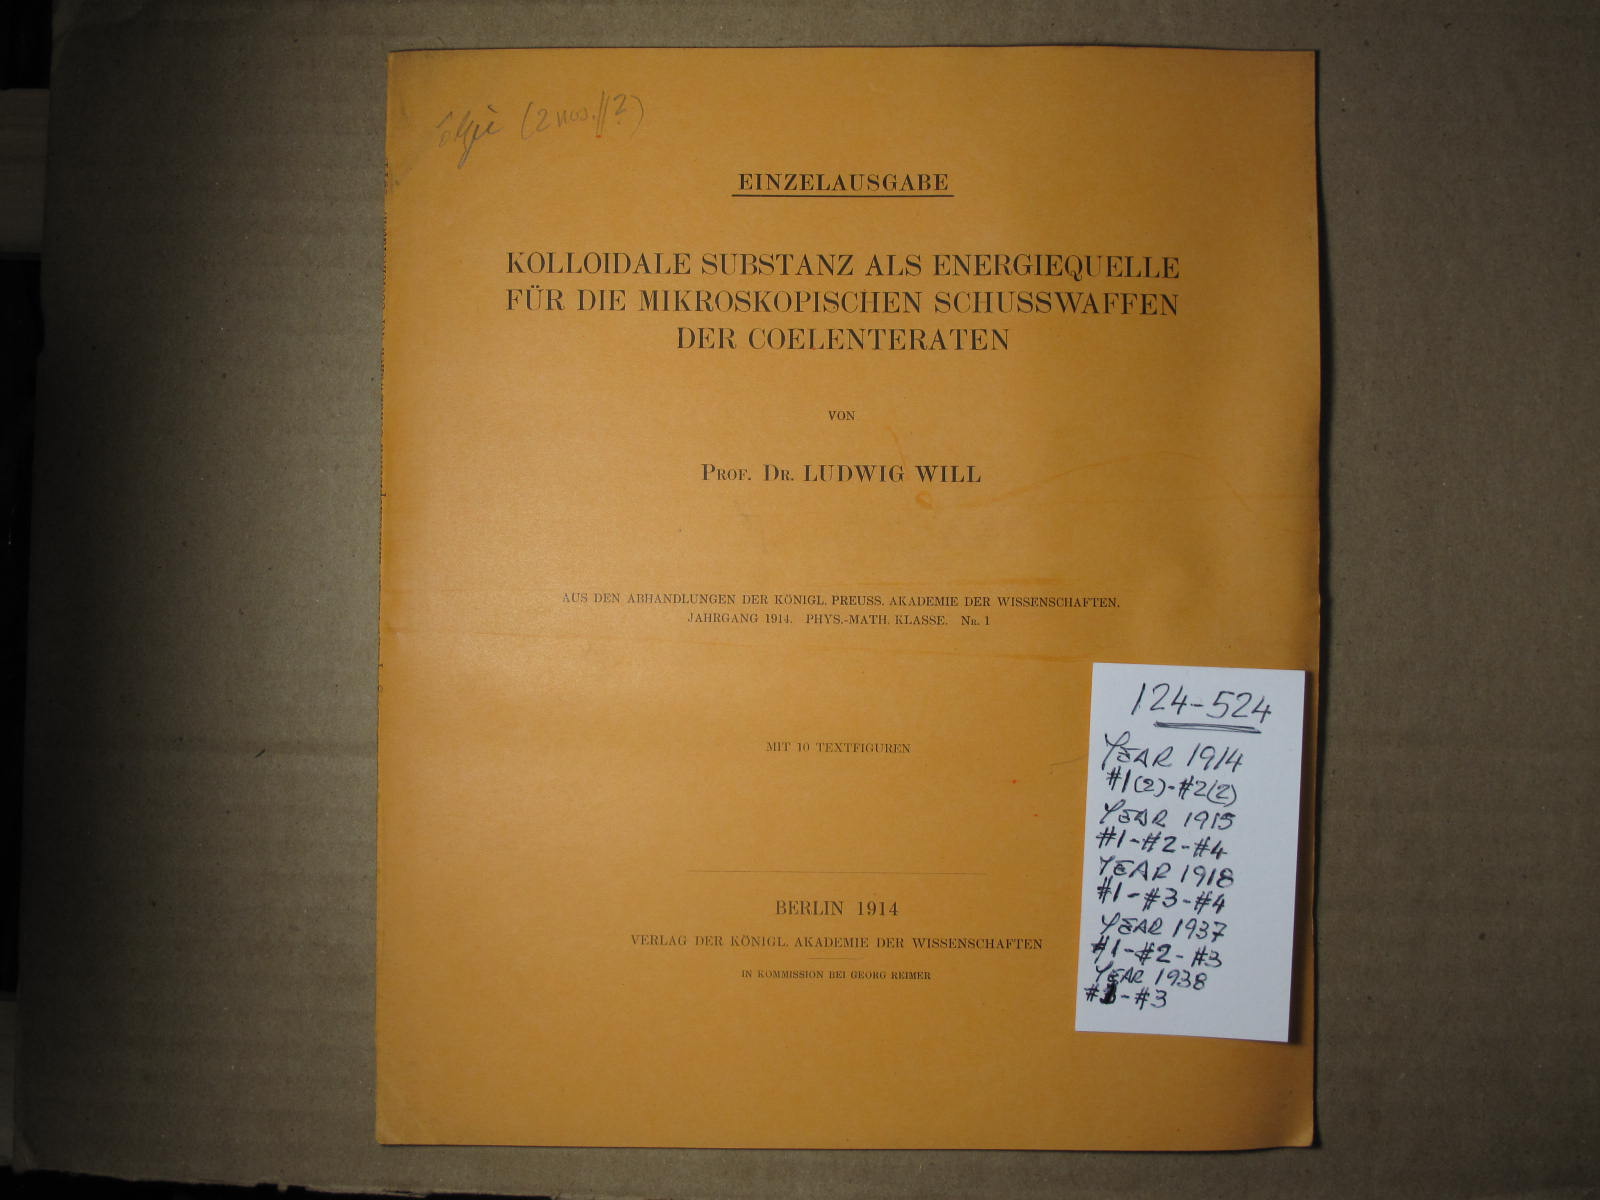 (2 nos. // ?)
EINZELAUSGABE
KOLLOIDALE SUBSTANZ ALS ENERGIEQUELLE
FÜR DIE MIKROSKOPISCHEN SCHUSSWAFFEN
DER COELENTERATEN
VON
PROF. DR. LUDWIG WILL
AUS DEN ABHANDLUNGEN DER KÖNIGL. PREUSS. AKADEMIE DER WISSENSCHAFTEN.
JAHRGANG 1914. PHYS.-MATH. KLASSE. NR. 1
MIT 10 TEXTFIGUREN
BERLIN 1914
VERLAG DER KÖNIGL. AKADEMIE DER WISSENSCHAFTEN
IN KOMMISSION BEI GEORG REIMER
124-524
YEAR 1914
#1(2)-#2(2)
YEAR 1915
#1-#2-#4
YEAR 1918
#1-#3-#4
YEAR 1937
#1-#2-#3
YEAR 1938
#1-#3